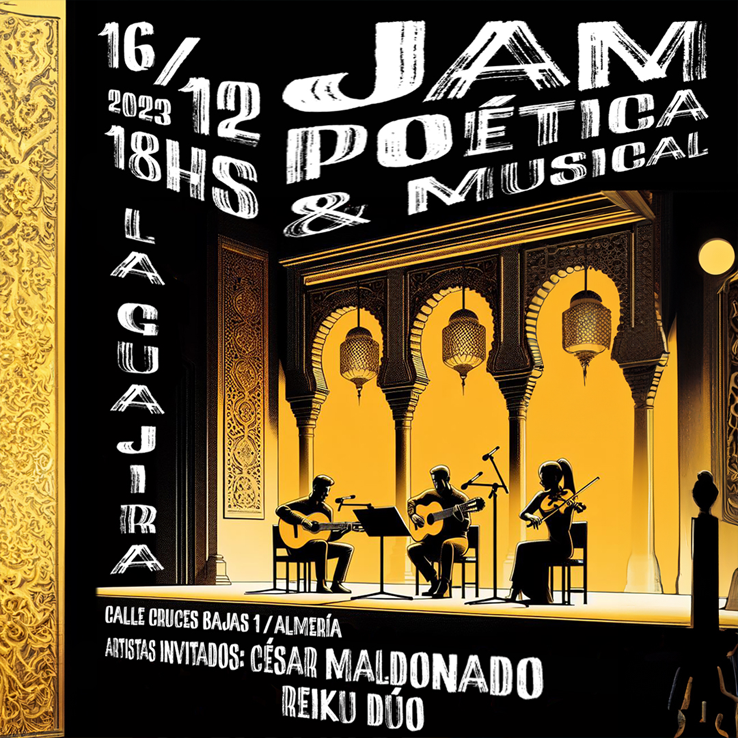 16/12
2023
18HS
JAM
POÉTICA
& MUSICAL
LA GUAJIRA
CALLE CRUCES BAJAS 1 / ALMERÍA
ARTISTAS INVITADOS: CÉSAR MALDONADO
REIKU DÚO